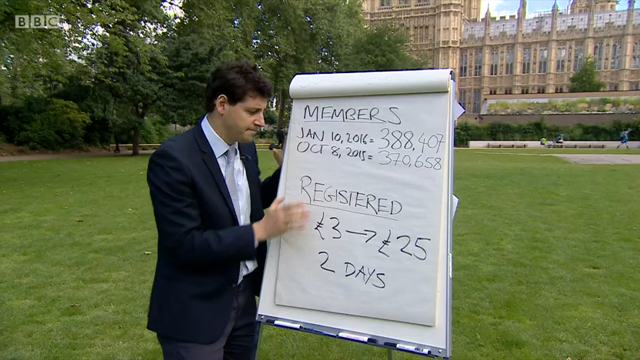 BBC
MEMBERS
JAN 10, 2016 = 388,407
OCT 8, 2015 = 370,658
REGISTERED
£3 → £25
2 DAYS